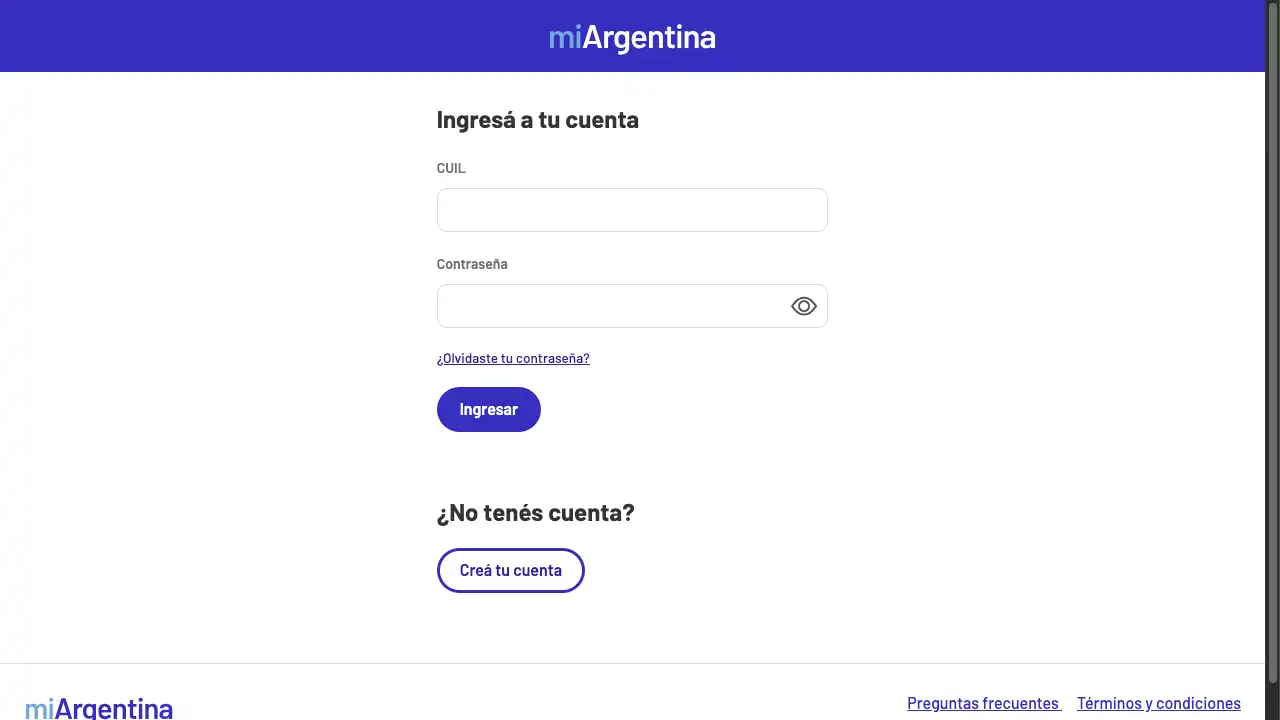 miArgentina
Ingresá a tu cuenta
CUIL
Contraseña
¿Olvidaste tu contraseña?
Ingresar
¿No tenés cuenta?
Creá tu cuenta
miArgentina
Preguntas frecuentes
Términos y condiciones